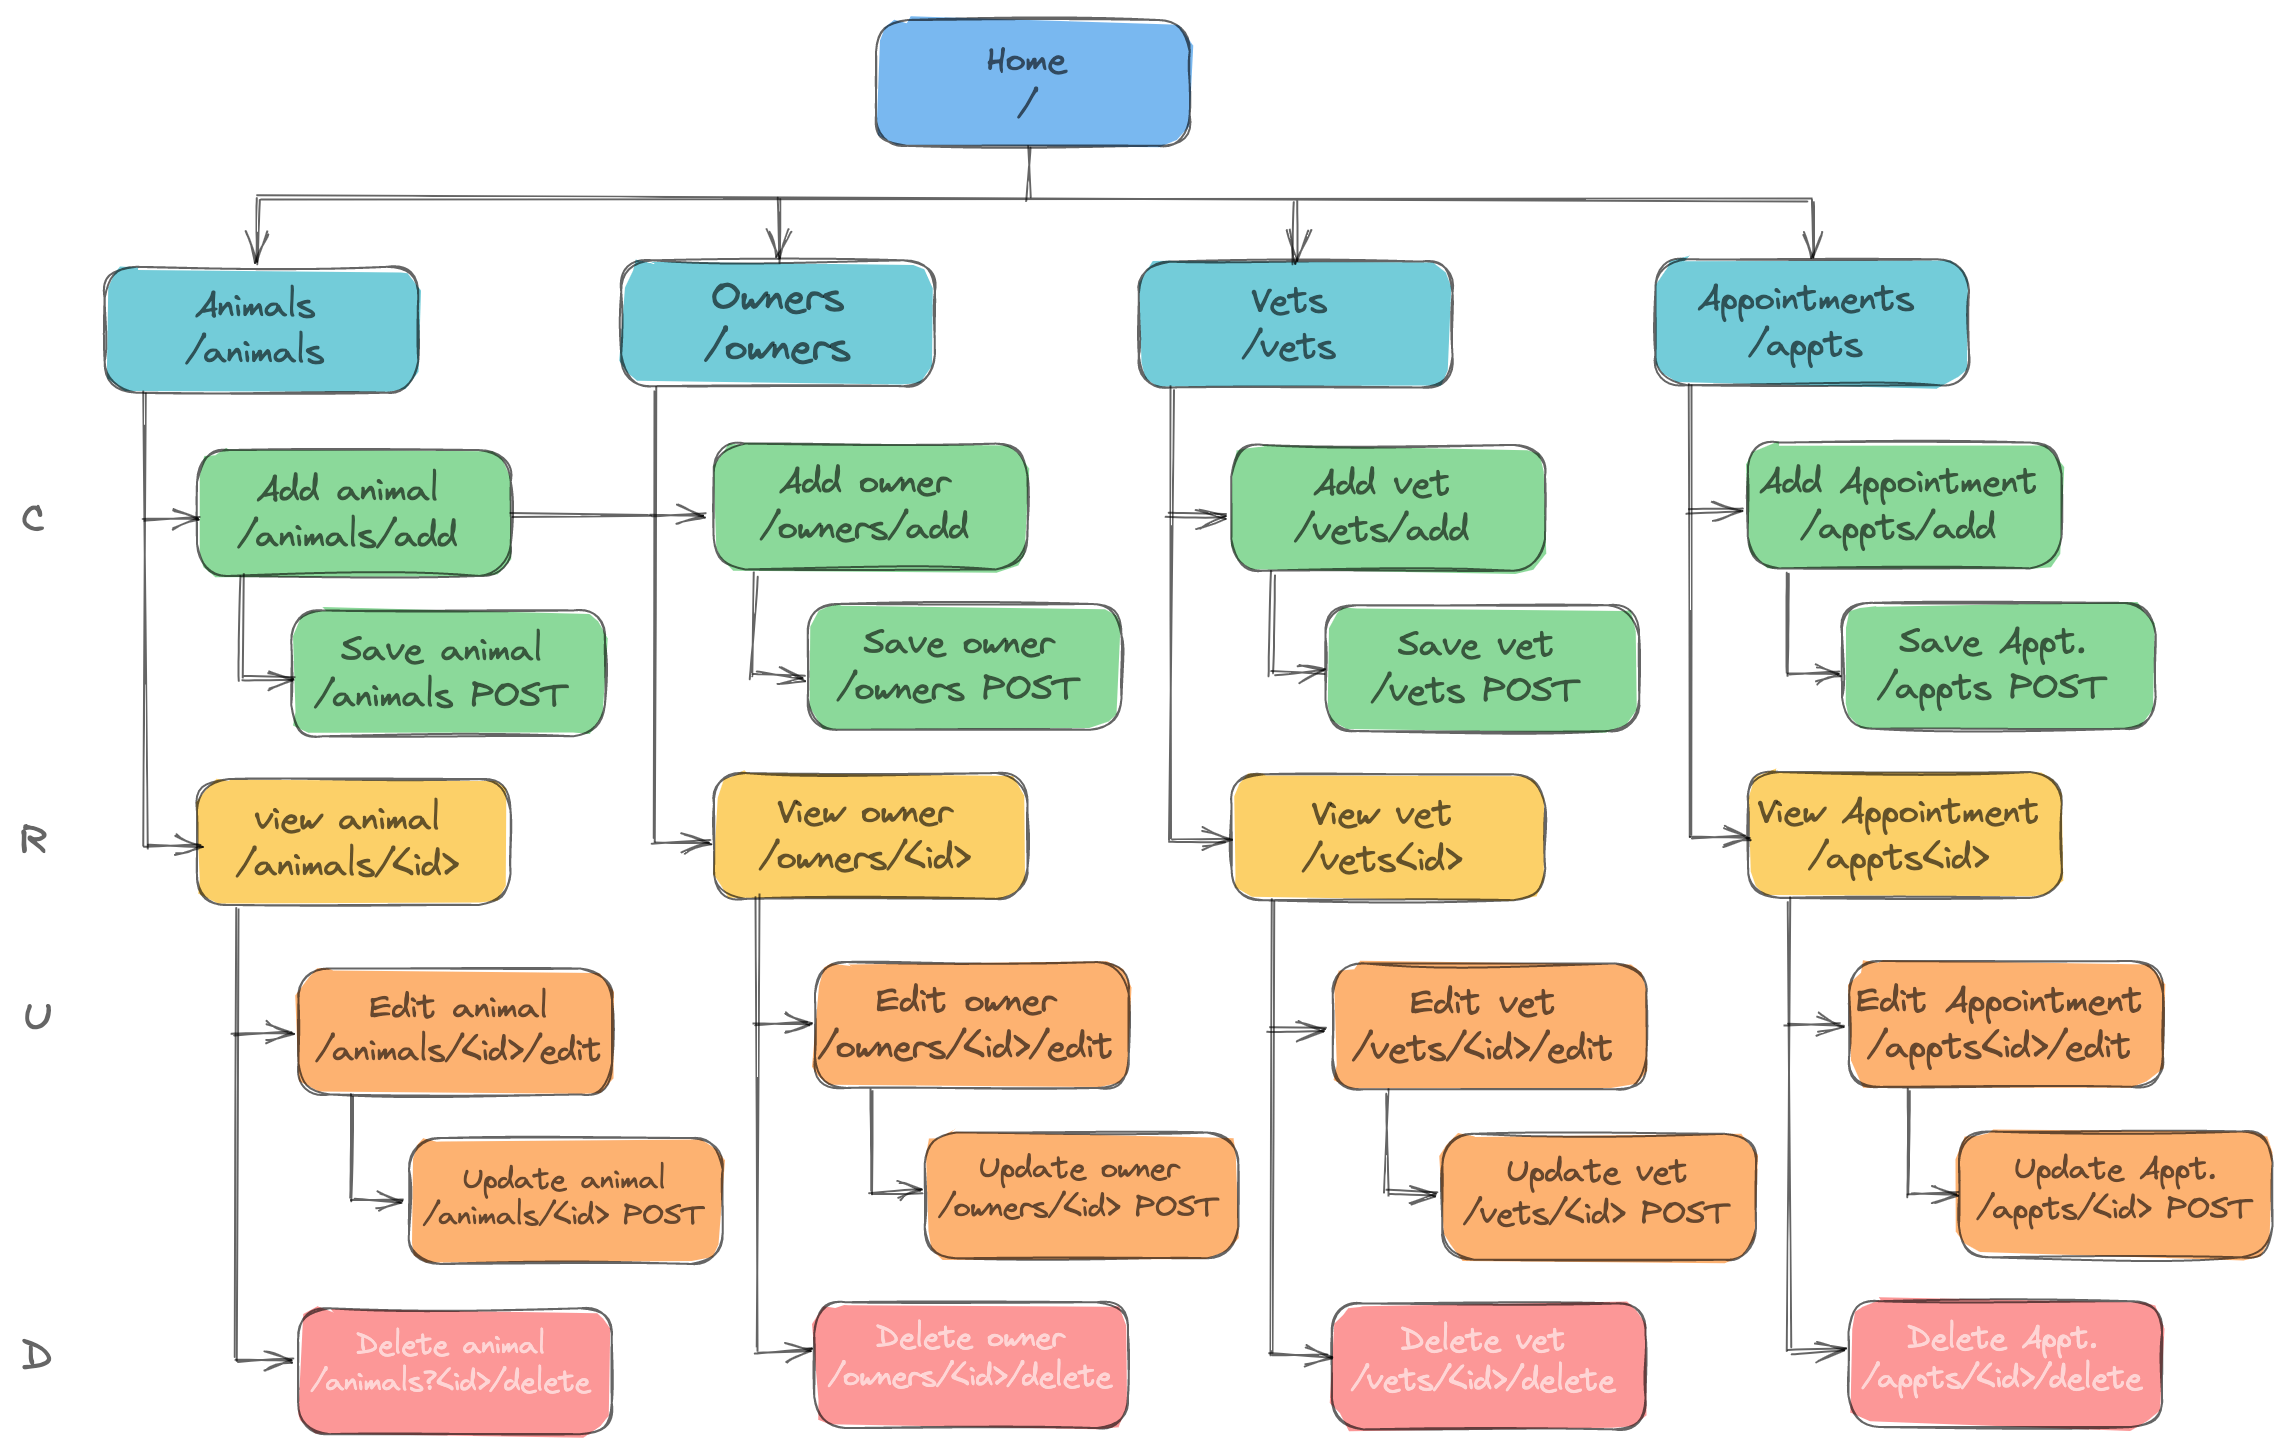 Home
/
Animals
/animals
Owners
/owners
Vets
/vets
Appointments
/appts
C
Add animal
/animals/add
Add owner
/owners/add
Add vet
/vets/add
Add Appointment
/appts/add
Save animal
/animals POST
Save owner
/owners POST
Save vet
/vets POST
Save Appt.
/appts POST
R
view animal
/animals/<id>
View owner
/owners/<id>
View vet
/vets<id>
View Appointment
/appts<id>
U
Edit animal
/animals/<id>/edit
Edit owner
/owners/<id>/edit
Edit vet
/vets/<id>/edit
Edit Appointment
/appts<id>/edit
Update animal
/animals/<id> POST
Update owner
/owners/<id> POST
Update vet
/vets/<id> POST
Update Appt.
/appts/<id> POST
D
Delete animal
/animals?<id>/delete
Delete owner
/owners/<id>/delete
Delete vet
/vets/<id>/delete
Delete Appt.
/appts/<id>/delete